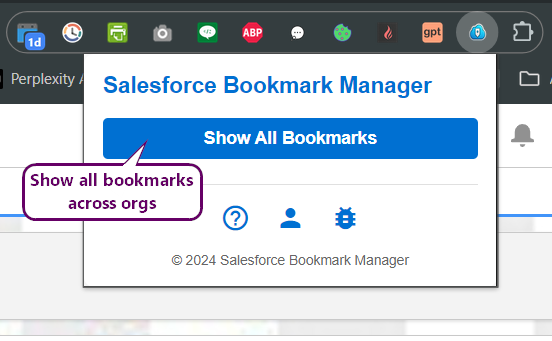 1d
ABP
gpt
Perplexity
Salesforce Bookmark Manager
Show All Bookmarks
Show all bookmarks
across orgs
© 2024 Salesforce Bookmark Manager